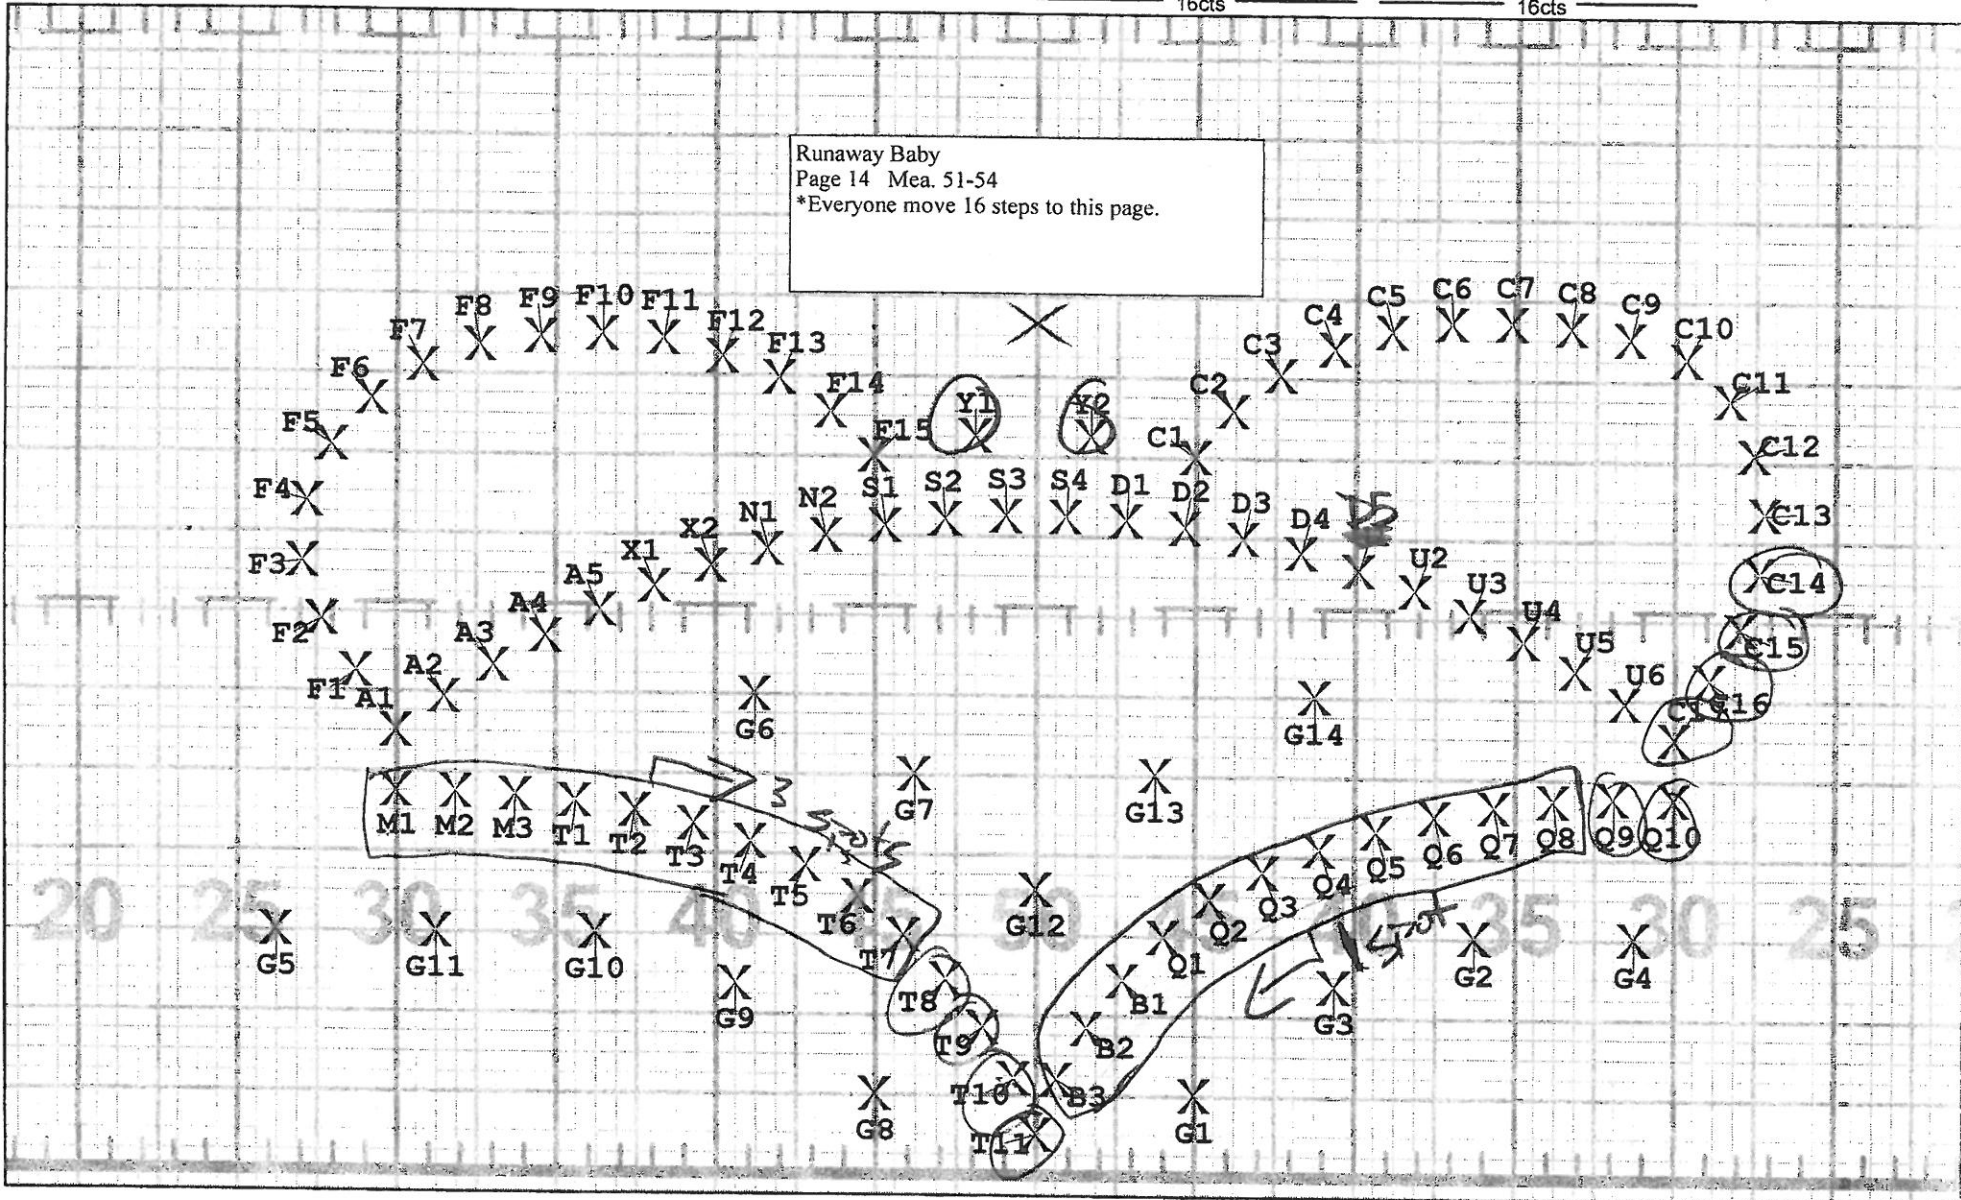 16cts 16cts
Runaway Baby
Page 14 Mea. 51-54
*Everyone move 16 steps to this page.
F5 F6 F7 F8 F9 F10 F11 F12 F13 F14 F15
Y1 Y2
C1 C2 C3 C4 C5 C6 C7 C8 C9 C10 C11 C12 C13 C14 C15 C16
F4 F3 F2 F1
A1 A2 A3 A4 A5 X1 X2 N1 N2 S1 S2 S3 S4 D1 D2 D3 D4 D5 U2 U3 U4 U5 U6
G6 G14
G7 G13
M1 M2 M3 T1 T2 T3 T4 T5 T6 T7 T8 T9 T10 T11
3 steps
B3 B2 B1 Q1 Q2 Q3 Q4 Q5 Q6 Q7 Q8 Q9 Q10
20 25 30 35 40 45 50 45 40 35 30 25
G12
G5 G11 G10 G9 G3 G2 G4
G8 G1